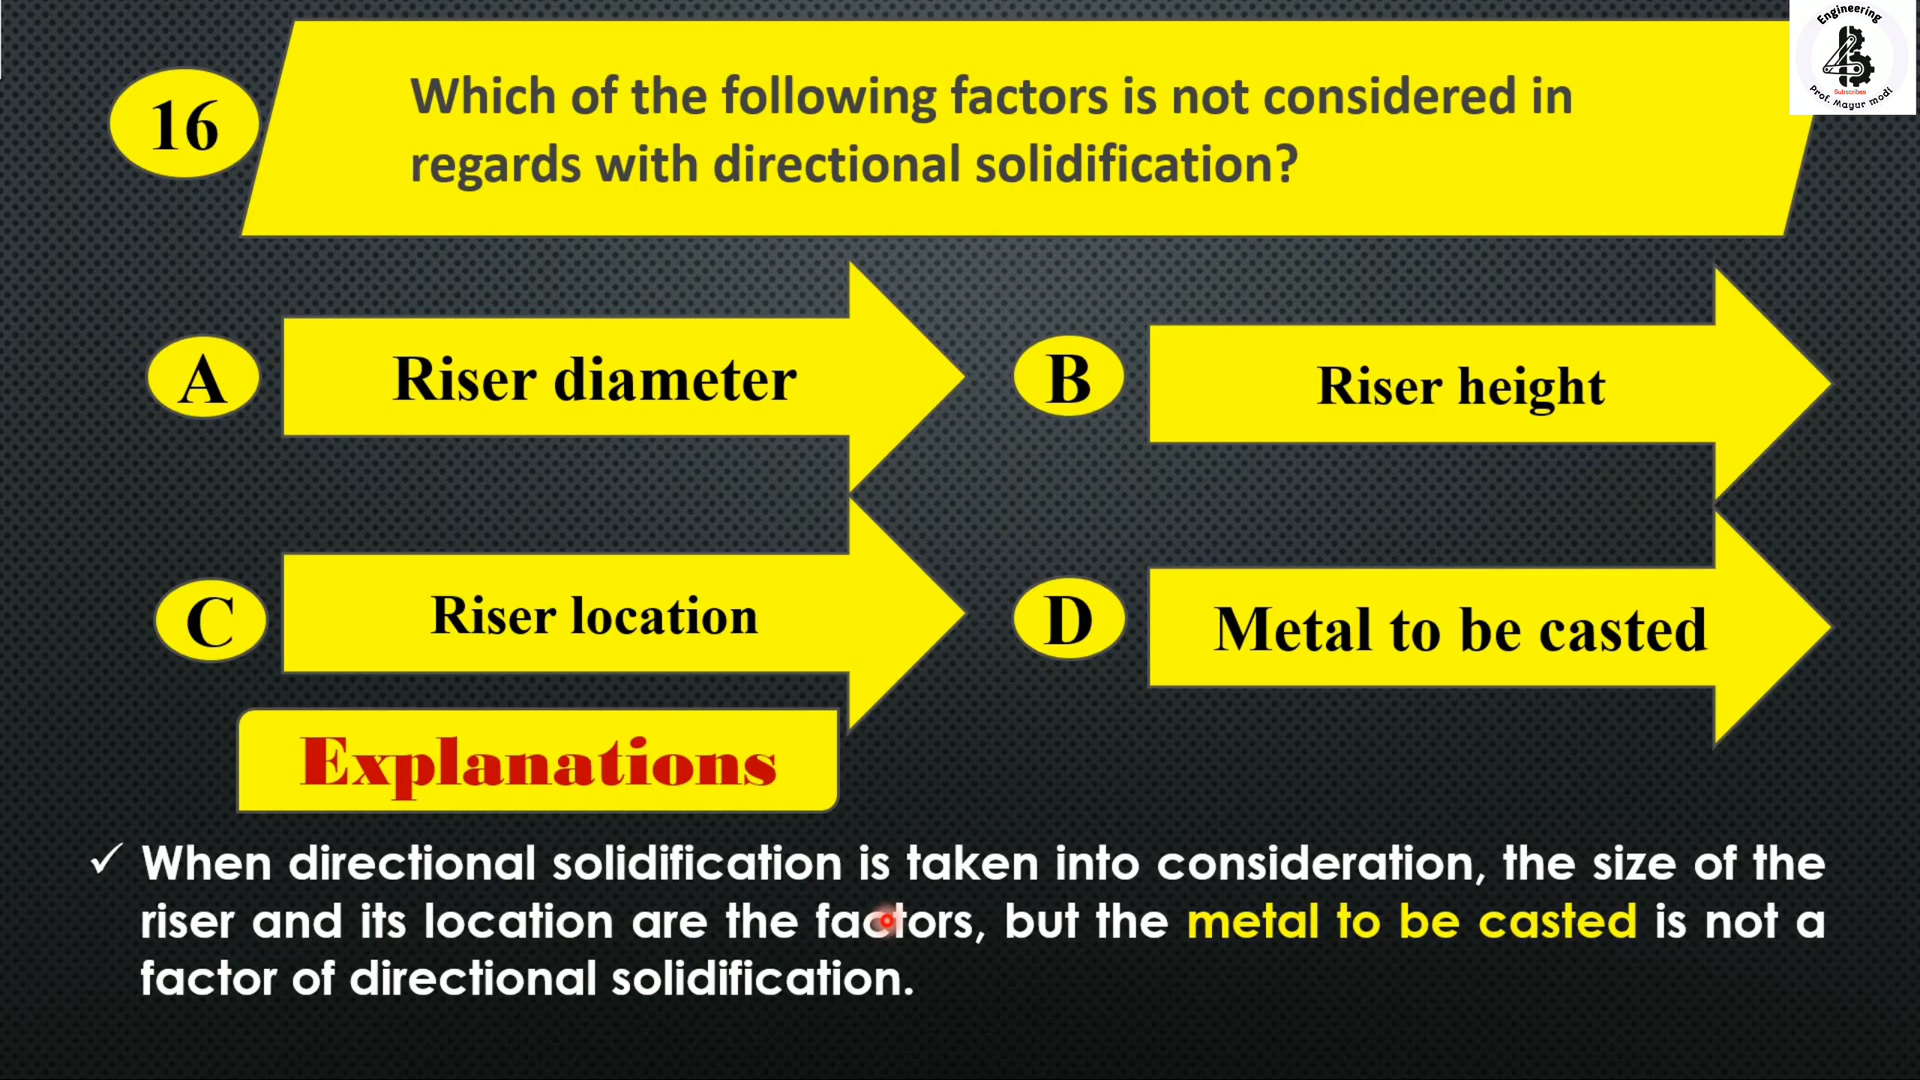 Engineering
Subscribes
Prof. Mayur modi
16
Which of the following factors is not considered in
regards with directional solidification?
A
Riser diameter
B
Riser height
C
Riser location
D
Metal to be casted
Explanations
✓ When directional solidification is taken into consideration, the size of the
riser and its location are the factors, but the metal to be casted is not a
factor of directional solidification.